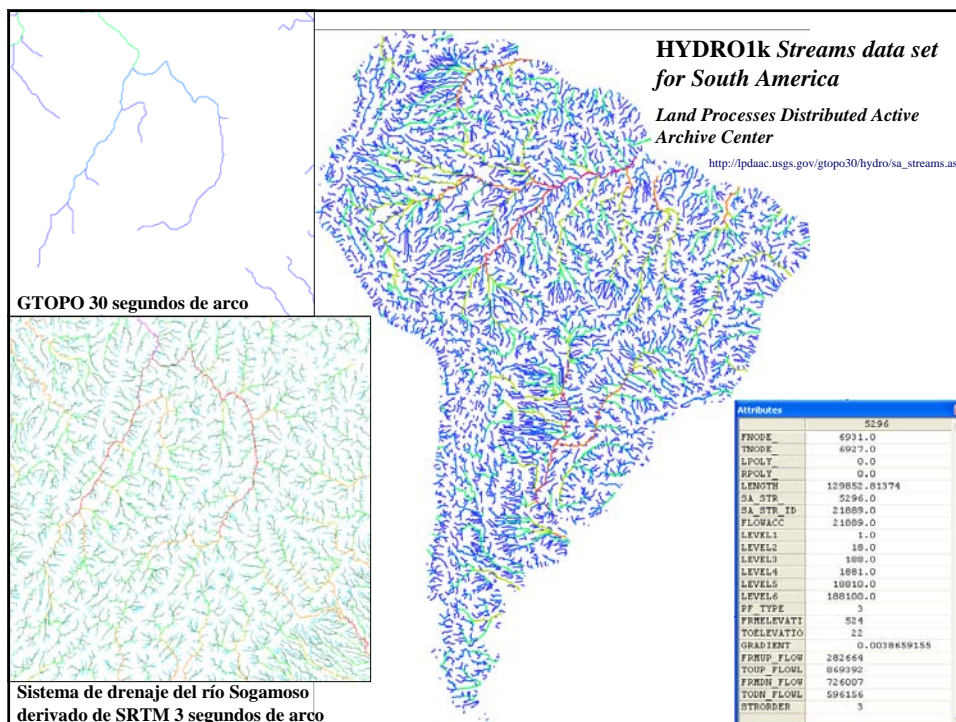 HYDRO1k Streams data set
for South America
Land Processes Distributed Active
Archive Center
http://lpdaac.usgs.gov/gtopo30/hydro/sa_streams.as
GTOPO 30 segundos de arco
Sistema de drenaje del río Sogamoso
derivado de SRTM 3 segundos de arco
Attributes
5296
FNODE_ 6931.0
TNODE_ 6927.0
LPOLY_ 0.0
RPOLY_ 0.0
LENGTH 129852.81374
SA_STR_ 5296.0
SA_STR_ID 21889.0
FLOWACC 21889.0
LEVEL1 1.0
LEVEL2 18.0
LEVEL3 188.0
LEVEL4 1881.0
LEVEL5 18810.0
LEVEL6 188100.0
PF_TYPE 3
FRMELEVATI 524
TOELEVATIO 22
GRADIENT 0.0038659155
FRMUP_FLOW 282664
TOUP_FLOWL 869392
FRMDN_FLOW 726007
TODN_FLOWL 596156
STRORDER 3